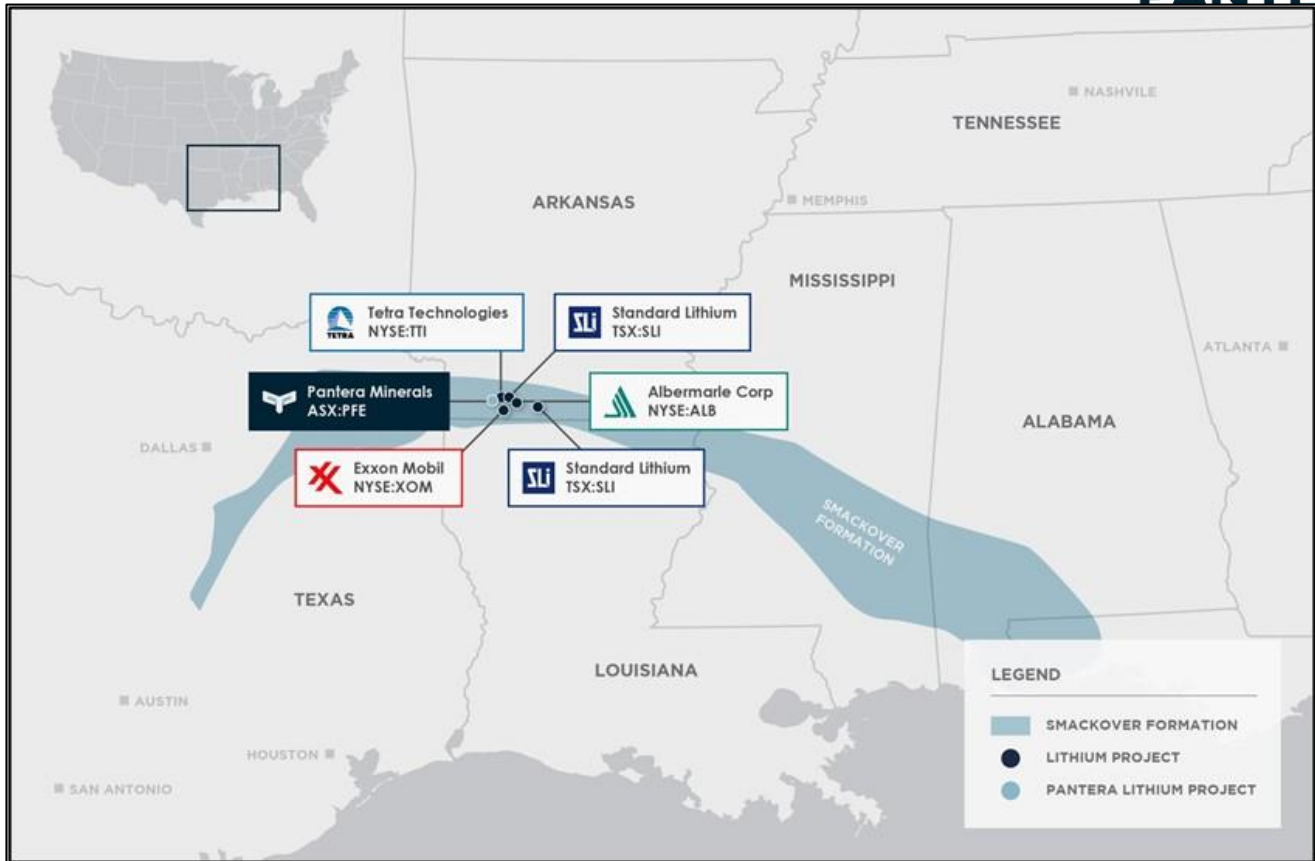 NASHVILE
TENNESSEE
ARKANSAS
MEMPHIS
MISSISSIPPI
Tetra Technologies
NYSE:TTI
TETRA
SLi
Standard Lithium
TSX:SLI
ATLANTA
Pantera Minerals
ASX:PFE
Albermarle Corp
NYSE:ALB
ALABAMA
DALLAS
Exxon Mobil
NYSE:XOM
SLi
Standard Lithium
TSX:SLI
SMACKOVER
FORMATION
TEXAS
LOUISIANA
AUSTIN
HOUSTON
SAN ANTONIO
LEGEND
SMACKOVER FORMATION
LITHIUM PROJECT
PANTERA LITHIUM PROJECT